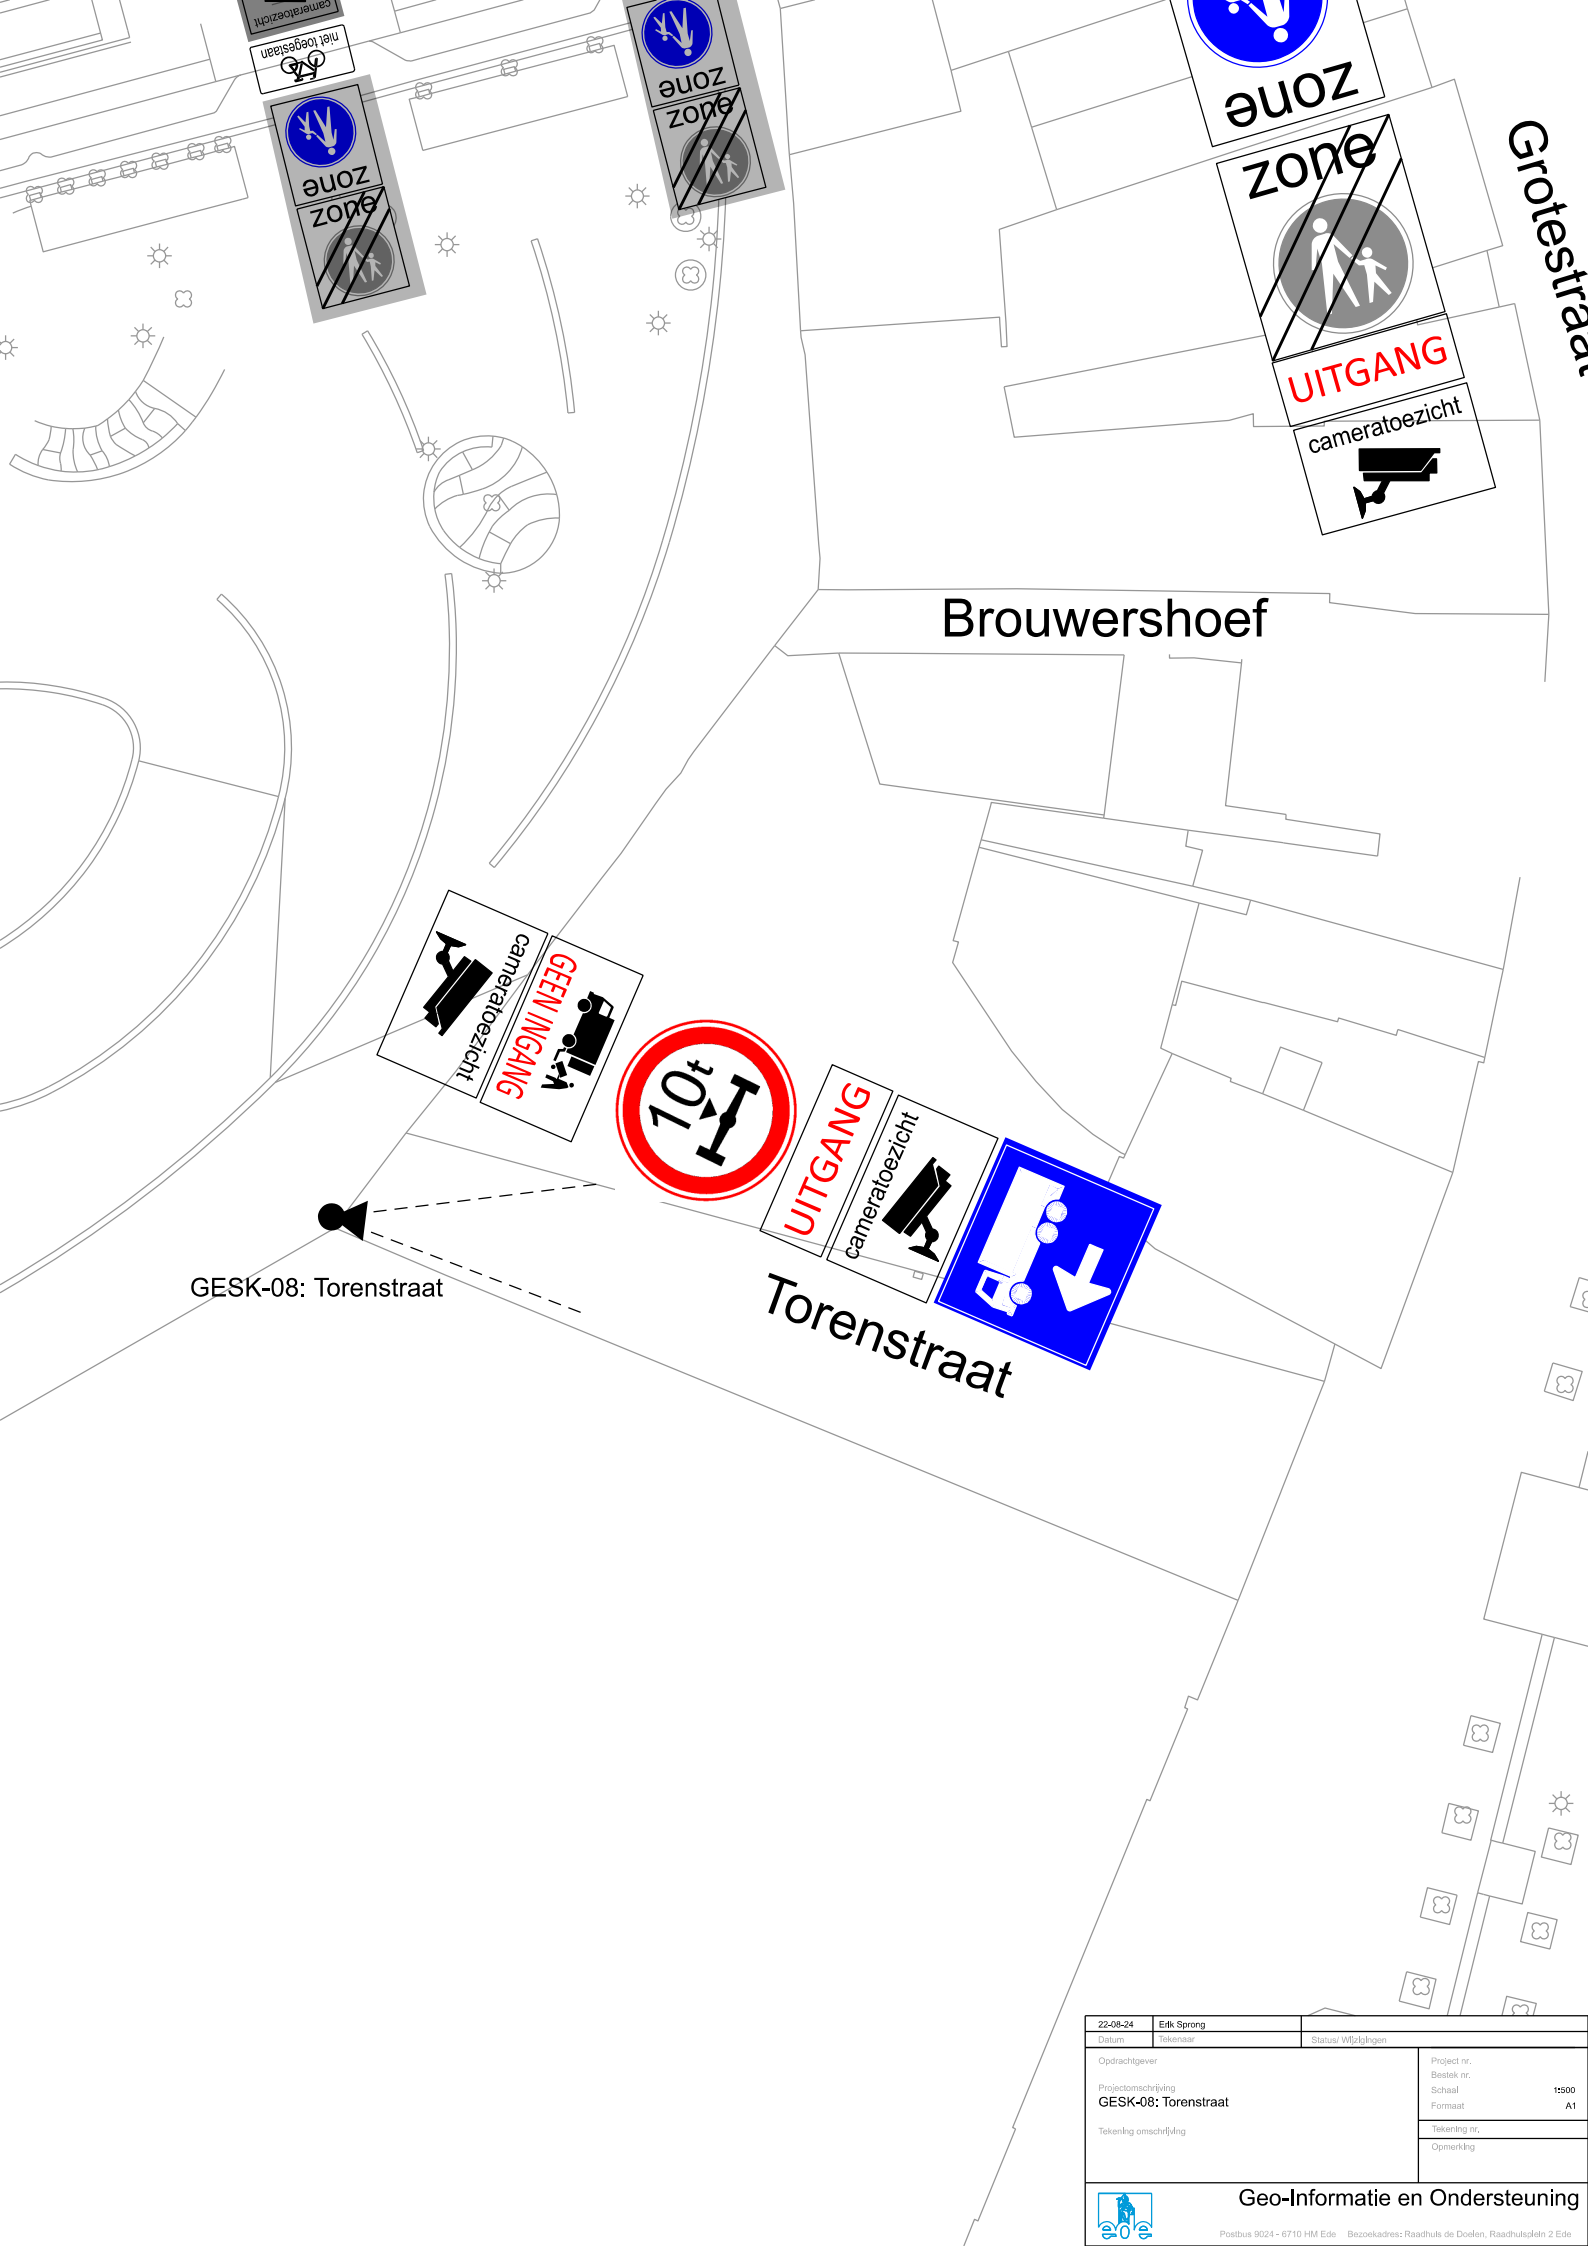 cameratoezicht
niet toegestaan
zone
zone
zone
zone
zone
zone
UITGANG
cameratoezicht
Grotestraat
Brouwershoef
cameratoezicht
GEEN INGANG
10t
UITGANG
cameratoezicht
GESK-08: Torenstraat
Torenstraat
22-08-24 Erik Sprong
Datum Tekenaar Status/ Wijzigingen
Opdrachtgever
Projectomschrijving
GESK-08: Torenstraat
Tekening omschrijving
Project nr.
Bestek nr.
Schaal 1:500
Formaat A1
Tekening nr.
Opmerking
Geo-Informatie en Ondersteuning
ede
Postbus 9024 - 6710 HM Ede Bezoekadres: Raadhuis de Doelen, Raadhuisplein 2 Ede